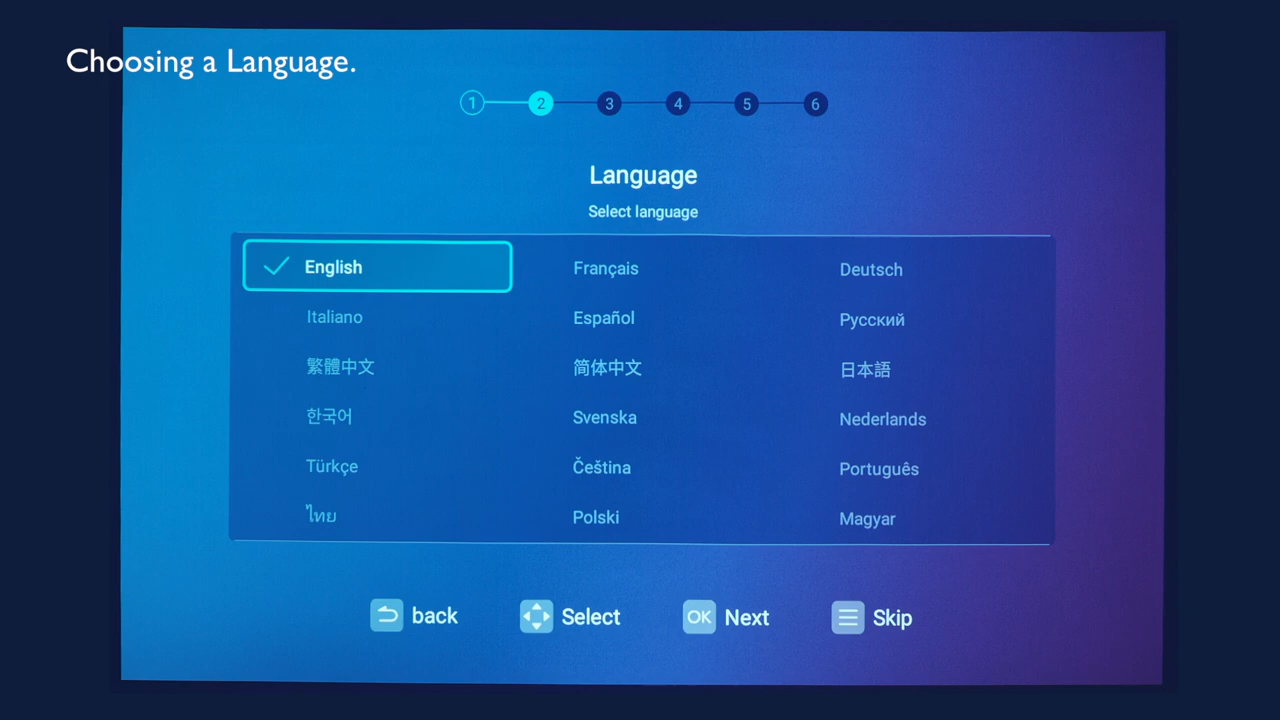 Choosing a Language.
1 2 3 4 5 6
Language
Select language
English Français Deutsch
Italiano Español Русский
繁體中文 简体中文 日本語
한국어 Svenska Nederlands
Türkçe Čeština Português
ไทย Polski Magyar
back Select OK Next Skip